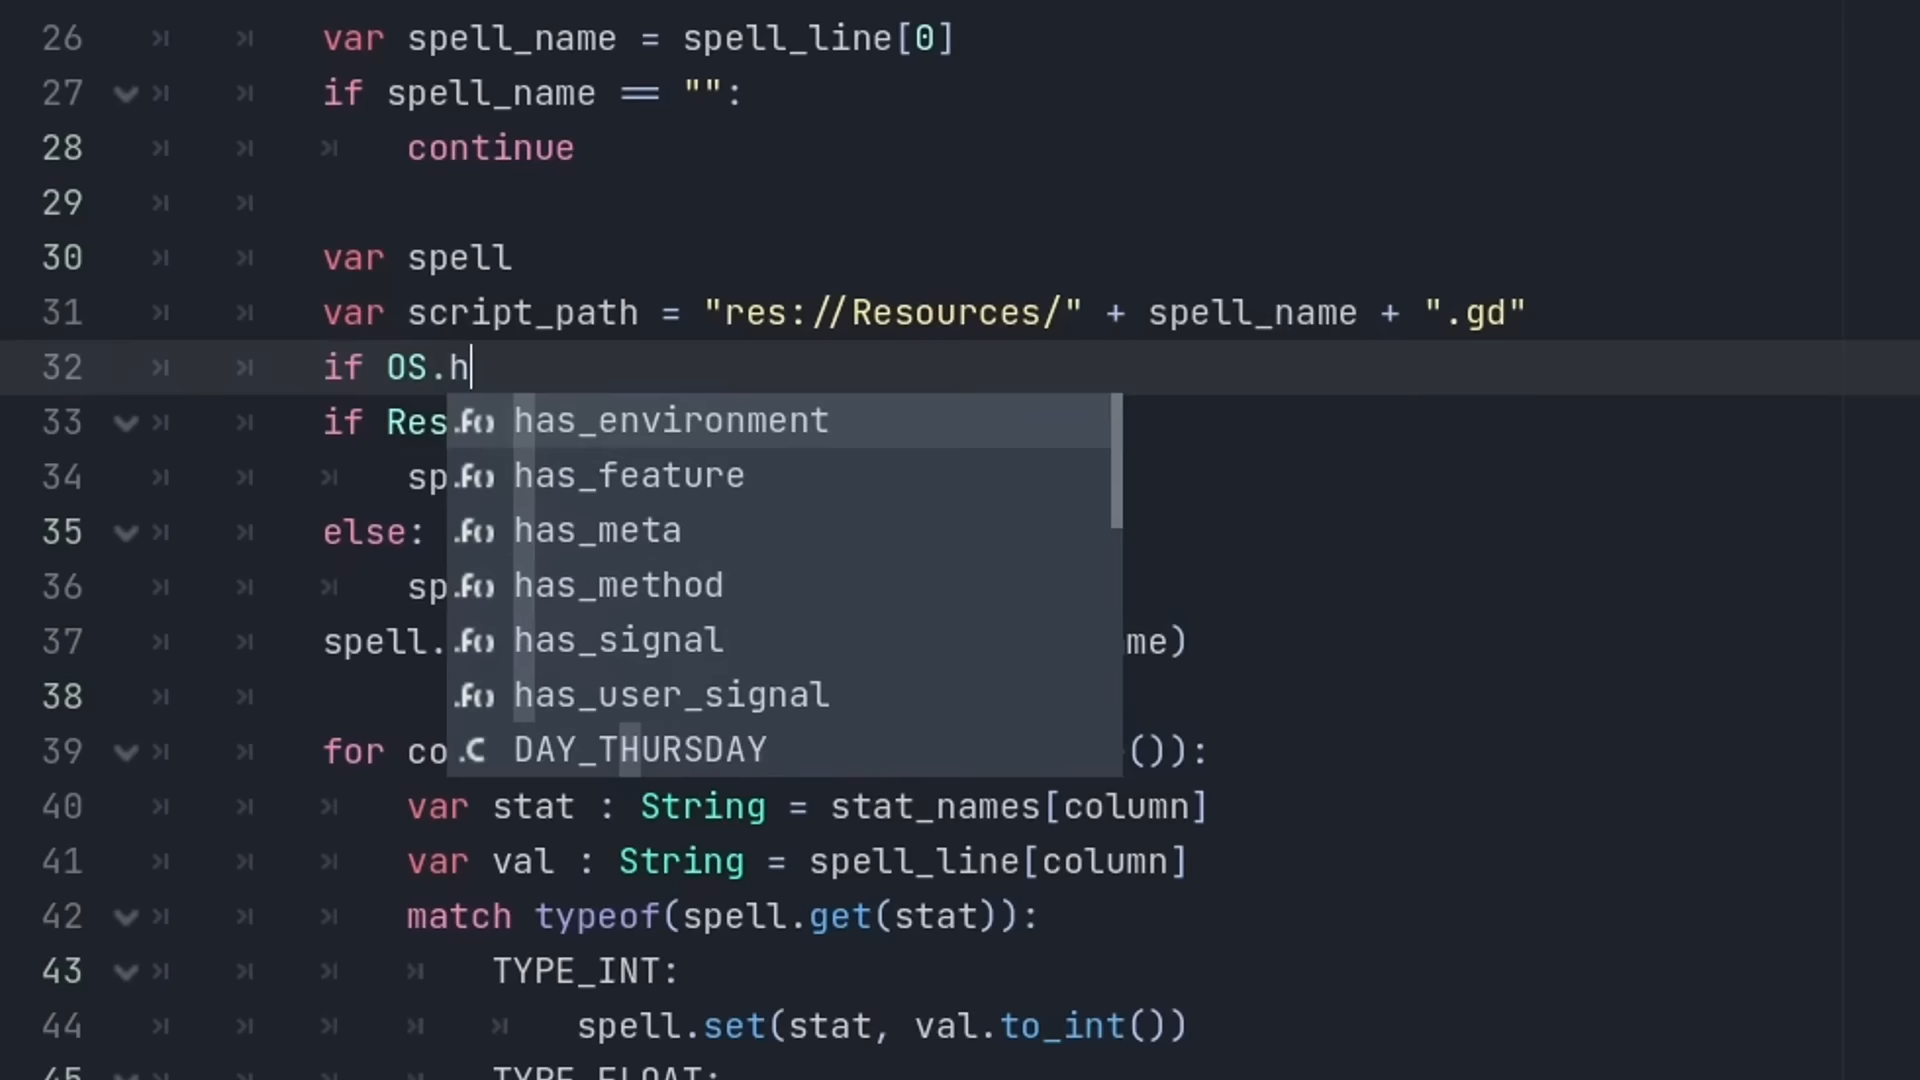 26 var spell_name = spell_line[0]
27 if spell_name == "":
28 continue
29
30 var spell
31 var script_path = "res://Resources/" + spell_name + ".gd"
32 if OS.h
33 if Res
34 sp
35 else:
36 sp
37 spell. me)
38
39 for co ()):
.F() has_environment
.F() has_feature
.F() has_meta
.F() has_method
.F() has_signal
.F() has_user_signal
.C DAY_THURSDAY
40 var stat : String = stat_names[column]
41 var val : String = spell_line[column]
42 match typeof(spell.get(stat)):
43 TYPE_INT:
44 spell.set(stat, val.to_int())
45 TYPE_FLOAT: